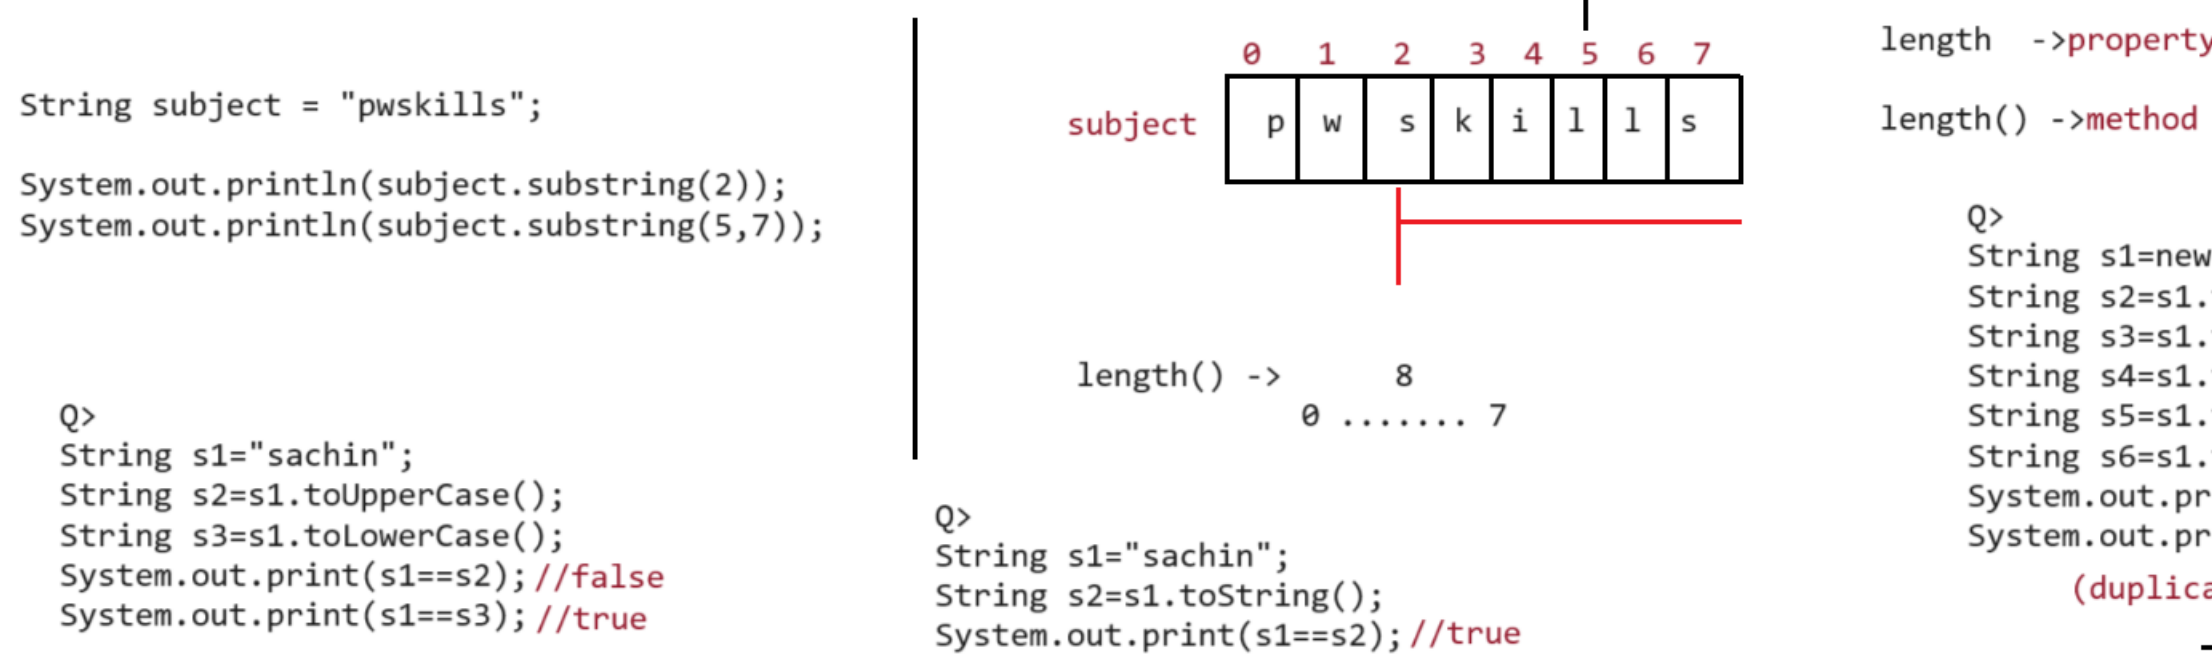 String subject = "pwskills";
System.out.println(subject.substring(2));
System.out.println(subject.substring(5,7));
Q>
String s1="sachin";
String s2=s1.toUpperCase();
String s3=s1.toLowerCase();
System.out.print(s1==s2);//false
System.out.print(s1==s3);//true
0 1 2 3 4 5 6 7
subject p w s k i l l s
length() -> 8
0 ....... 7
Q>
String s1="sachin";
String s2=s1.toString();
System.out.print(s1==s2);//true
length ->property
length() ->method
Q>
String s1=new
String s2=s1.
String s3=s1.
String s4=s1.
String s5=s1.
String s6=s1.
System.out.pr
System.out.pr
(duplica